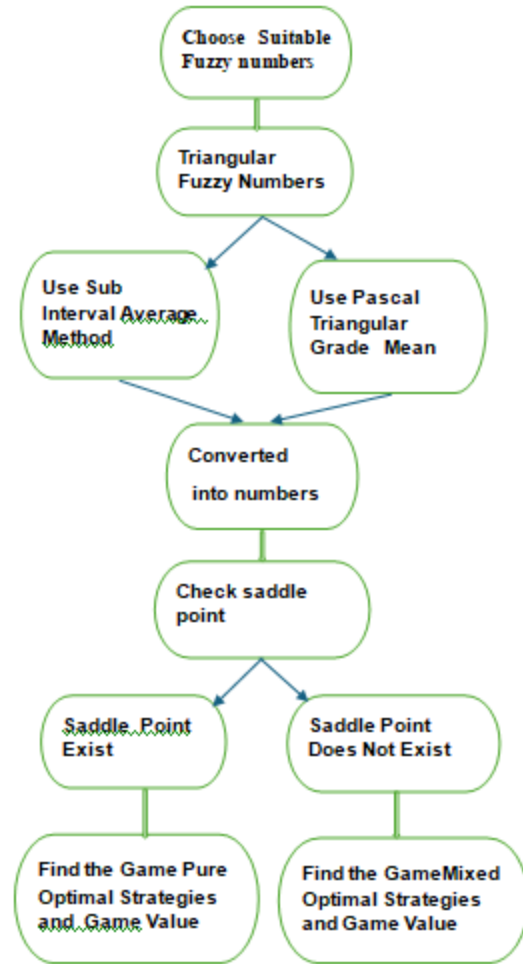 Choose Suitable
Fuzzy numbers
Triangular
Fuzzy Numbers
Use Sub
Interval Average
Method
Use Pascal
Triangular
Grade Mean
Converted
into numbers
Check saddle
point
Saddle Point
Exist
Saddle Point
Does Not Exist
Find the Game Pure
Optimal Strategies
and Game Value
Find the GameMixed
Optimal Strategies
and Game Value